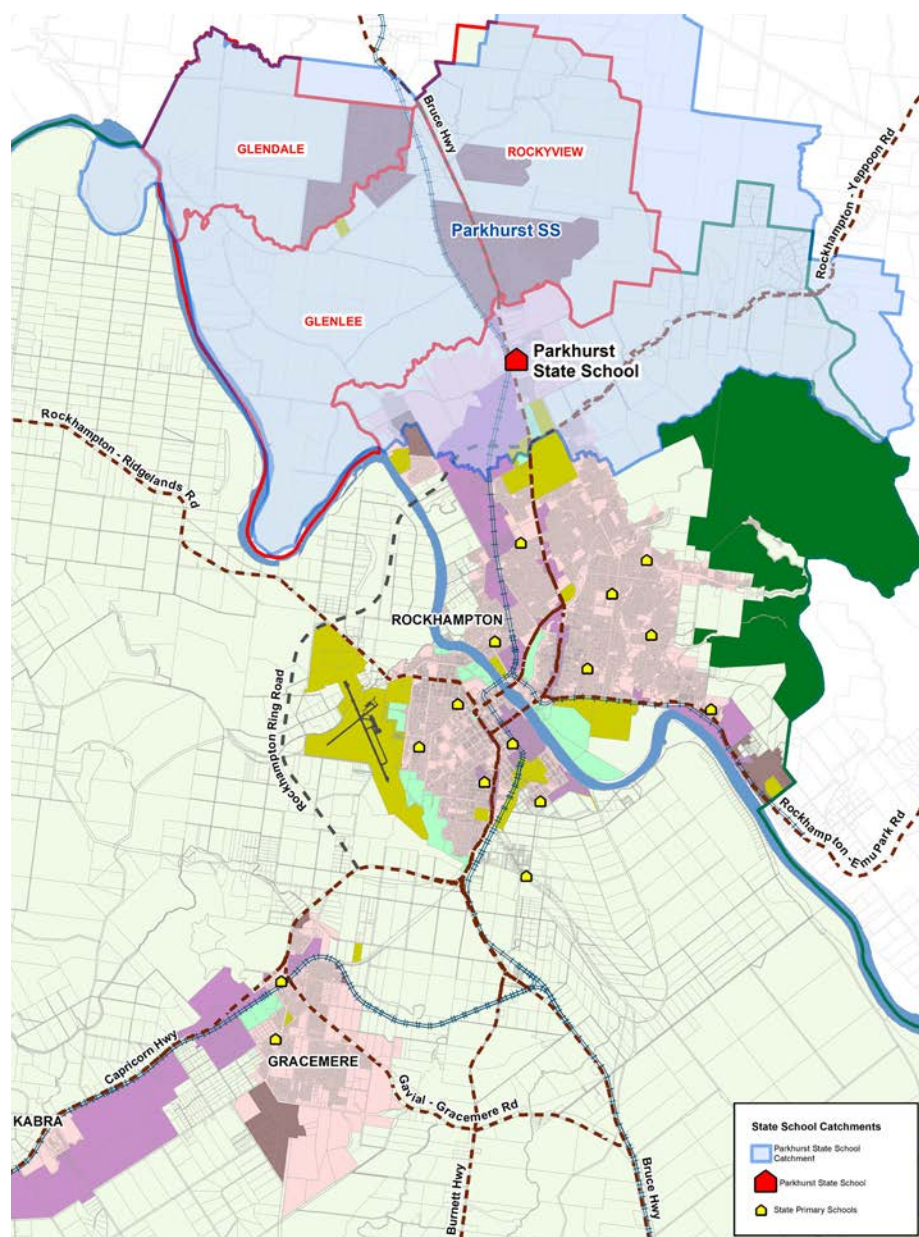 Bruce Hwy
GLENDALE
ROCKYVIEW
Rockhampton - Yeppoon Rd
Parkhurst SS
GLENLEE
Parkhurst
State School
Rockhampton - Ridgelands Rd
ROCKHAMPTON
Rockhampton Ring Road
Rockhampton - Emu Park Rd
Capricorn Hwy
GRACEMERE
Gavial - Gracemere Rd
KABRA
Burnett Hwy
Bruce Hwy
State School Catchments
Parkhurst State School
Catchment
Parkhurst State School
State Primary Schools